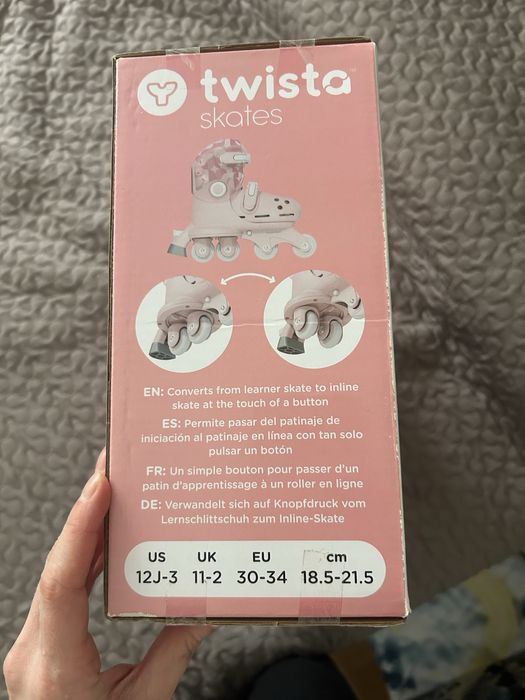 twista™
skates
EN: Converts from learner skate to inline
skate at the touch of a button
ES: Permite pasar del patinaje de
iniciación al patinaje en línea con tan solo
pulsar un botón
FR: Un simple bouton pour passer d'un
patin d'apprentissage à un roller en ligne
DE: Verwandelt sich auf Knopfdruck vom
Lernschlittschuh zum Inline-Skate
US UK EU cm
12J-3 11-2 30-34 18.5-21.5